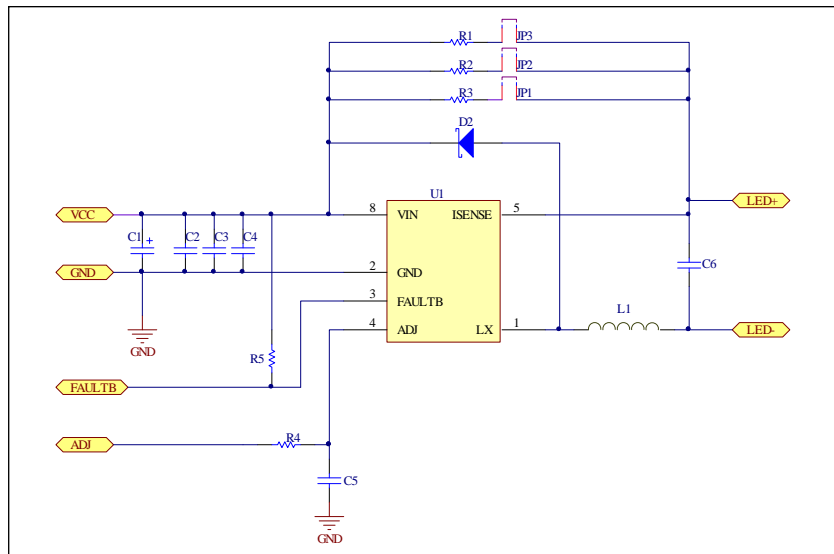 R1 JP3
R2 JP2
R3 JP1
D2
U1
VCC 8 VIN ISENSE 5 LED+
C1 + C2 C3 C4
C6
GND 2 GND
3 FAULTB
L1
4 ADJ LX 1 LED-
GND
R5
FAULTB
ADJ R4
C5
GND